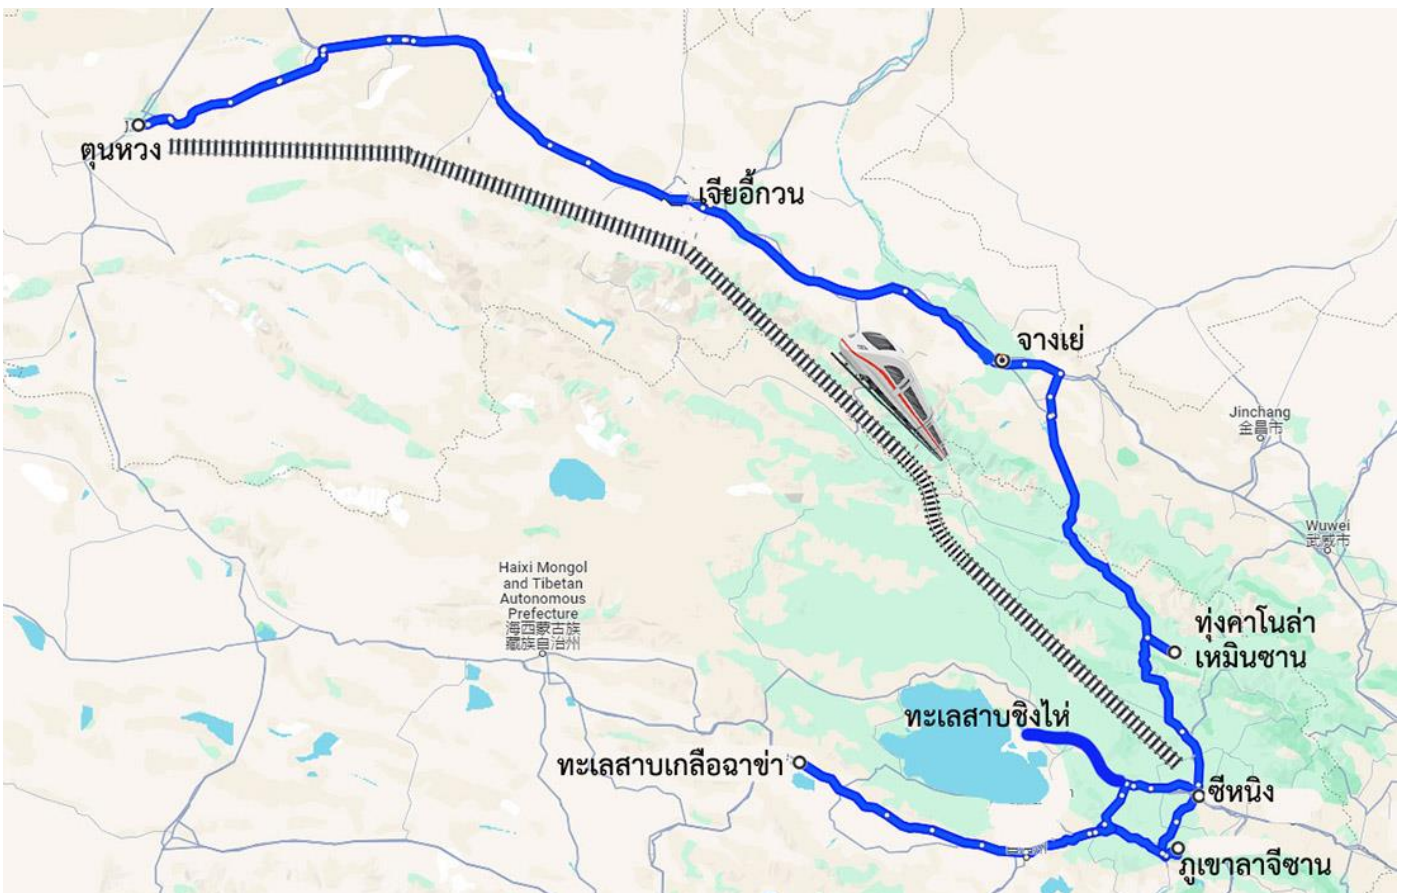 ตุนหวง
เจียอี้กวน
จางเย่
Jinchang
金昌市
Wuwei
武威市
Haixi Mongol
and Tibetan
Autonomous
Prefecture
海西蒙古族
藏族自治州
ทุ่งคาโนล่า
เหมินซาน
ทะเลสาบชิงไห่
ทะเลสาบเกลือฉาข่า
ซีหนิง
ภูเขาลาจีซาน